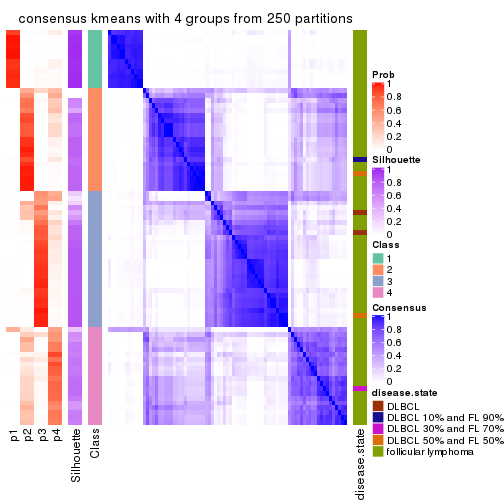 consensus kmeans with 4 groups from 250 partitions
Prob
1
0.8
0.6
0.4
0.2
0
Silhouette
1
0.8
0.6
0.4
0.2
0
Class
1
2
3
4
Consensus
1
0.8
0.6
0.4
0.2
0
disease.state
DLBCL
DLBCL 10% and FL 90%
DLBCL 30% and FL 70%
DLBCL 50% and FL 50%
follicular lymphoma
p1
p2
p3
p4
Silhouette
Class
disease.state